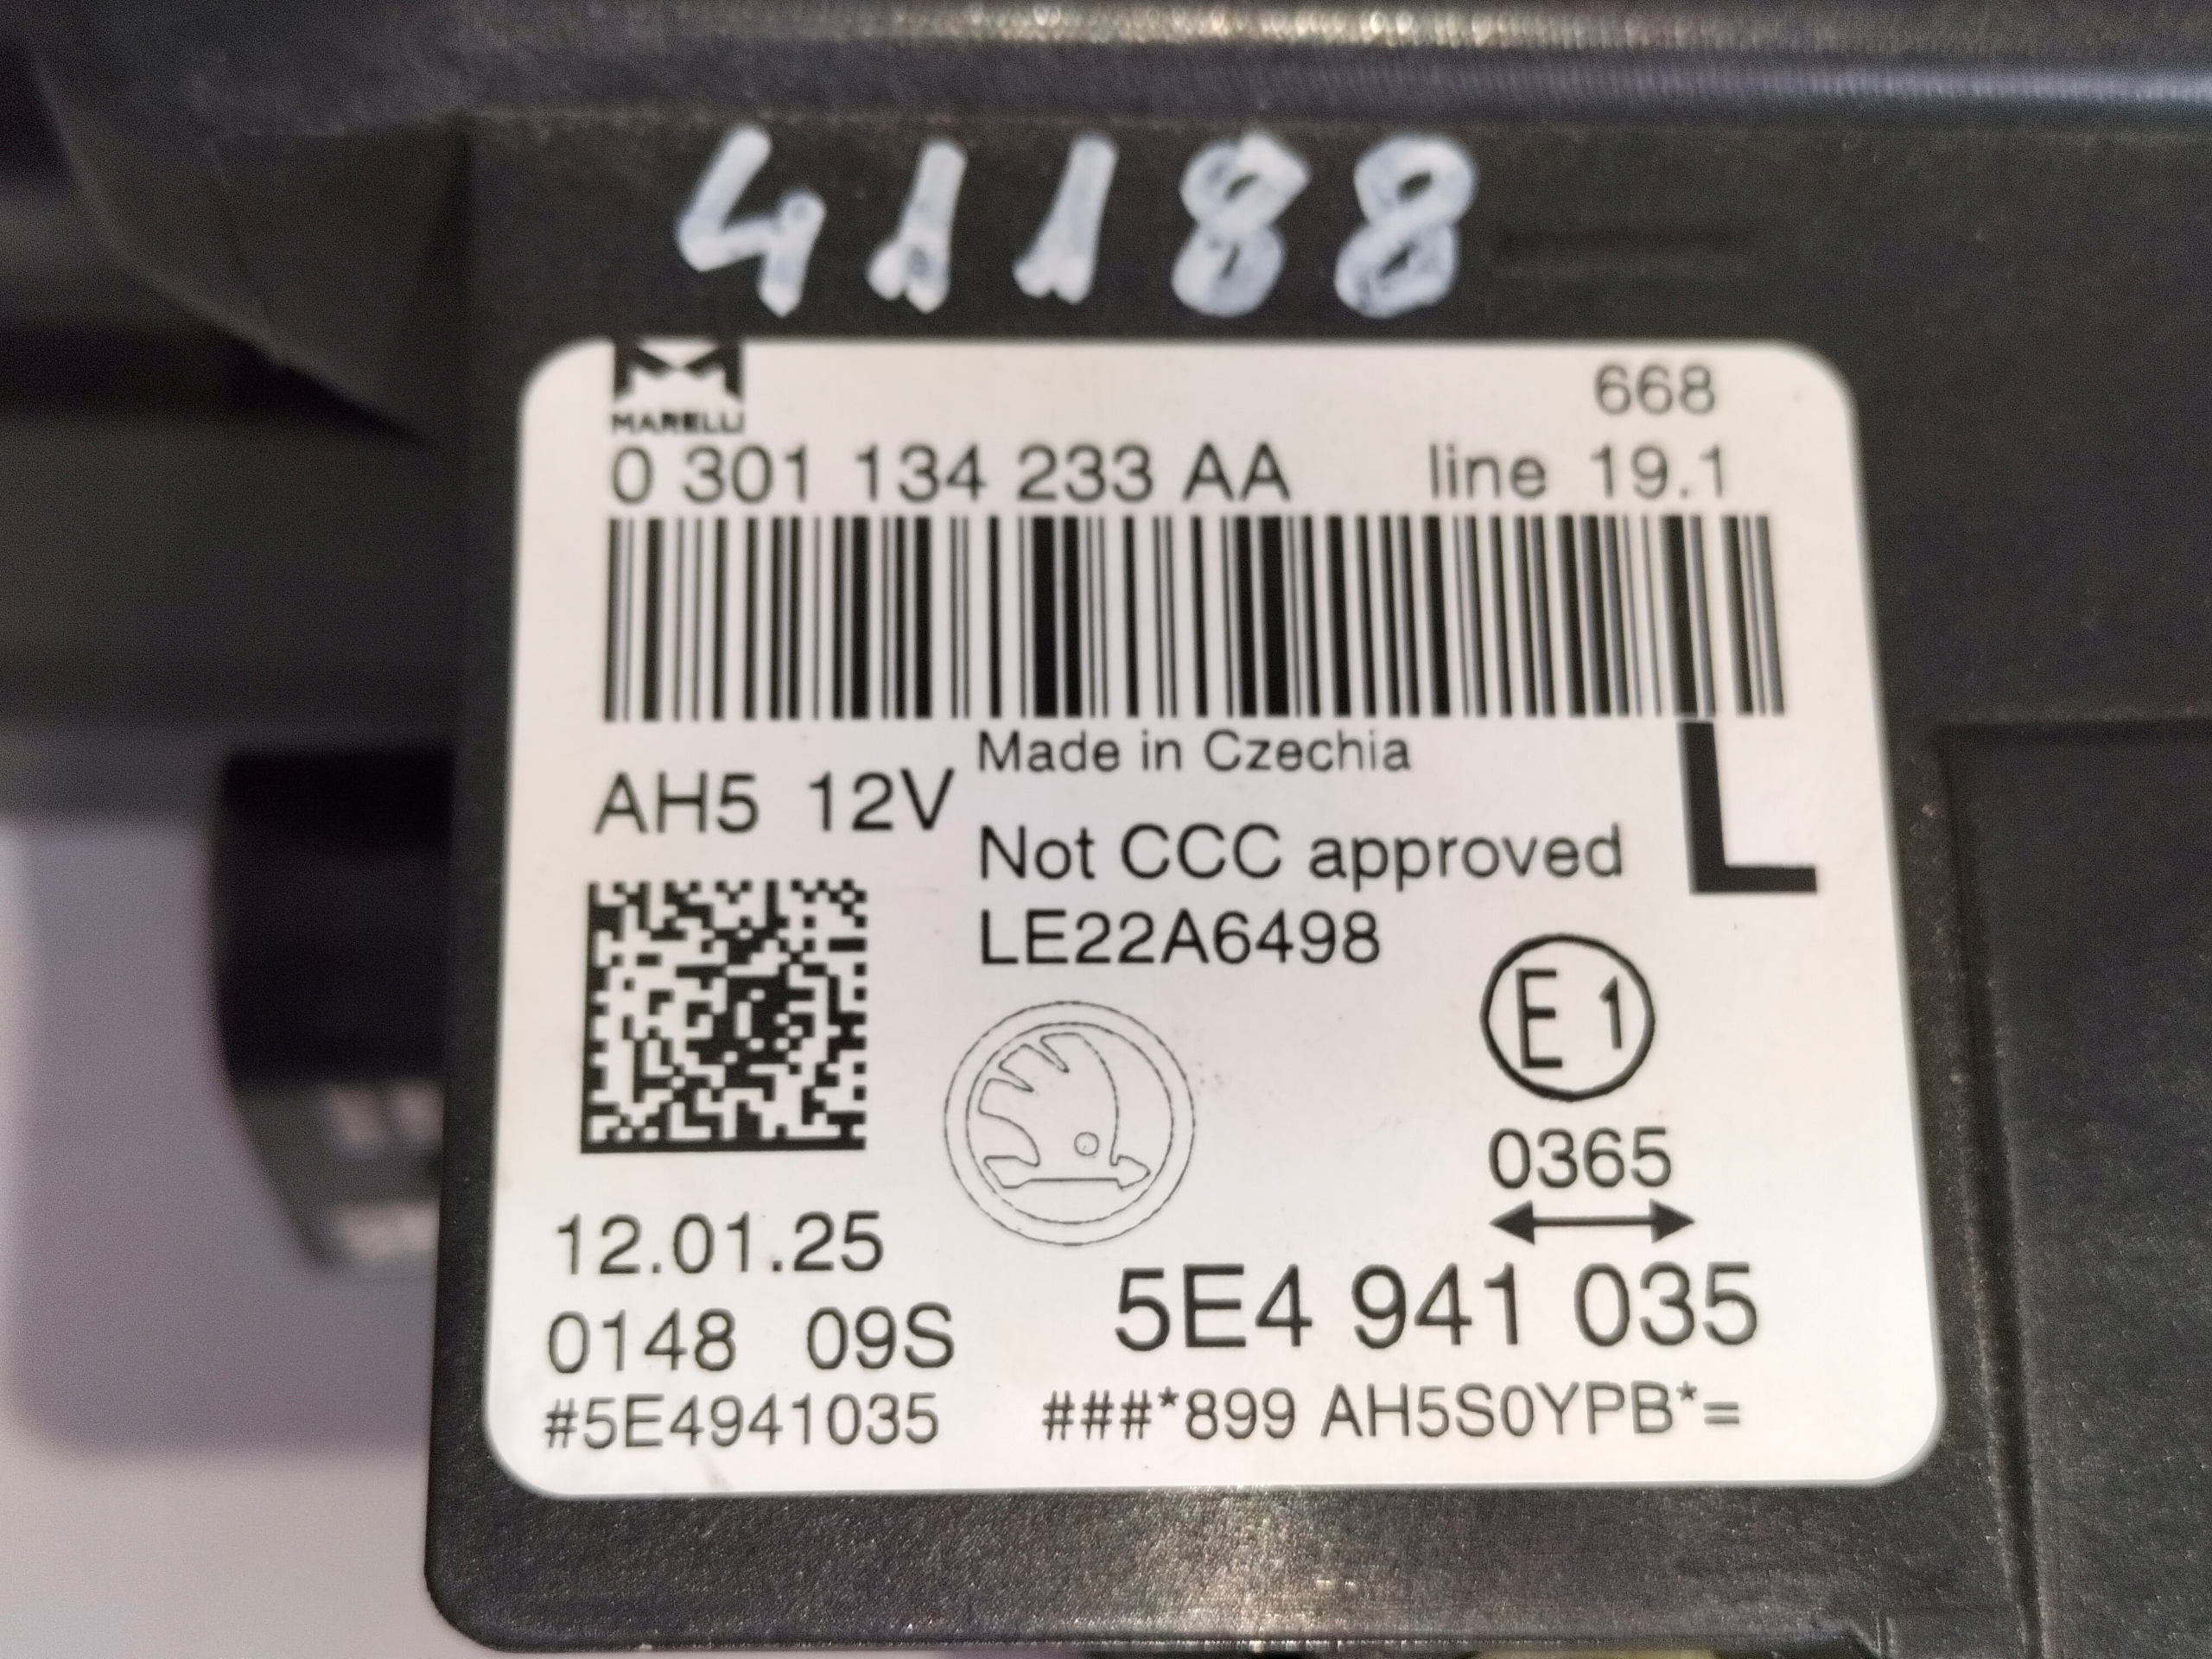 41188
MARELLI
668
0 301 134 233 AA line 19.1
Made in Czechia
AH5 12V
L
Not CCC approved
LE22A6498
E1
0365
12.01.25
5E4 941 035
0148 09S
#5E4941035 ###*899 AH5S0YPB*=